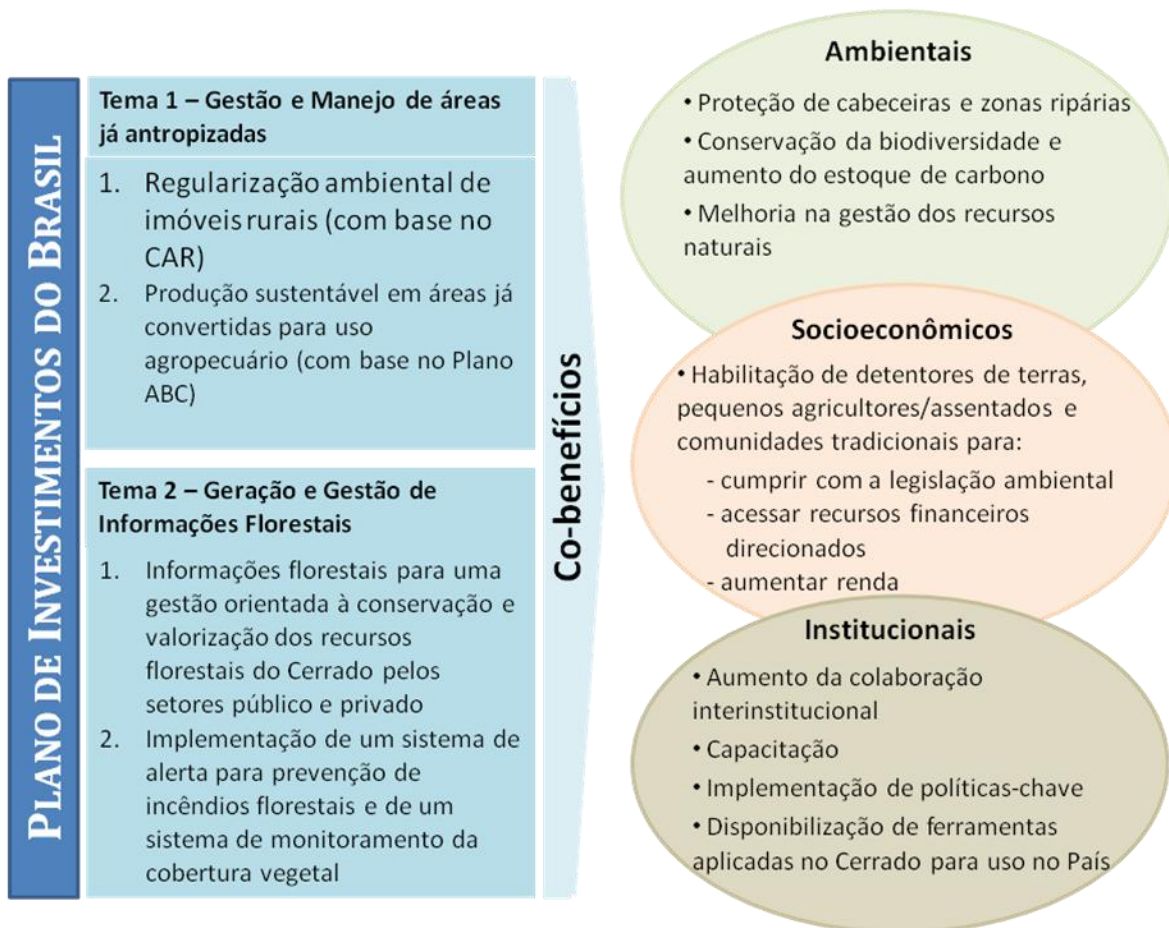 PLANO DE INVESTIMENTOS DO BRASIL
Tema 1 – Gestão e Manejo de áreas
já antropizadas
1. Regularização ambiental de
imóveis rurais (com base no
CAR)
2. Produção sustentável em áreas já
convertidas para uso
agropecuário (com base no Plano
ABC)
Tema 2 – Geração e Gestão de
Informações Florestais
1. Informações florestais para uma
gestão orientada à conservação e
valorização dos recursos
florestais do Cerrado pelos
setores público e privado
2. Implementação de um sistema de
alerta para prevenção de
incêndios florestais e de um
sistema de monitoramento da
cobertura vegetal
Co-benefícios
Ambientais
• Proteção de cabeceiras e zonas ripárias
• Conservação da biodiversidade e
aumento do estoque de carbono
• Melhoria na gestão dos recursos
naturais
Socioeconômicos
• Habilitação de detentores de terras,
pequenos agricultores/assentados e
comunidades tradicionais para:
- cumprir com a legislação ambiental
- acessar recursos financeiros
direcionados
- aumentar renda
Institucionais
• Aumento da colaboração
interinstitucional
• Capacitação
• Implementação de políticas-chave
• Disponibilização de ferramentas
aplicadas no Cerrado para uso no País